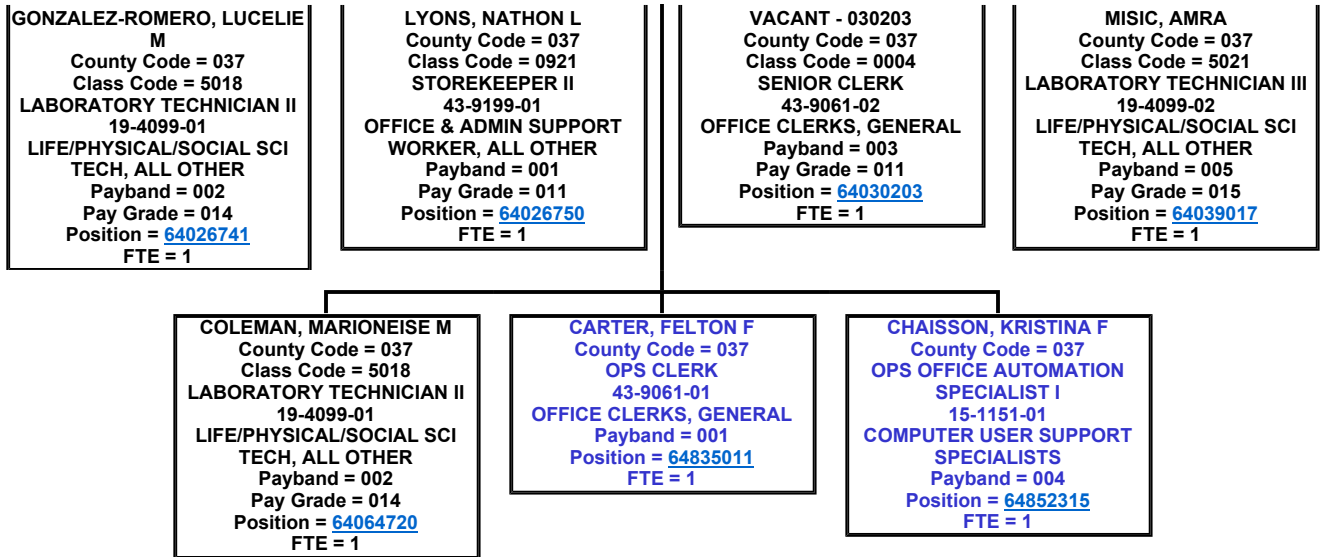 GONZALEZ-ROMERO, LUCELIE
M
County Code = 037
Class Code = 5018
LABORATORY TECHNICIAN II
19-4099-01
LIFE/PHYSICAL/SOCIAL SCI
TECH, ALL OTHER
Payband = 002
Pay Grade = 014
Position = 64026741
FTE = 1
LYONS, NATHON L
County Code = 037
Class Code = 0921
STOREKEEPER II
43-9199-01
OFFICE & ADMIN SUPPORT
WORKER, ALL OTHER
Payband = 001
Pay Grade = 011
Position = 64026750
FTE = 1
VACANT - 030203
County Code = 037
Class Code = 0004
SENIOR CLERK
43-9061-02
OFFICE CLERKS, GENERAL
Payband = 003
Pay Grade = 011
Position = 64030203
FTE = 1
MISIC, AMRA
County Code = 037
Class Code = 5021
LABORATORY TECHNICIAN III
19-4099-02
LIFE/PHYSICAL/SOCIAL SCI
TECH, ALL OTHER
Payband = 005
Pay Grade = 015
Position = 64039017
FTE = 1
COLEMAN, MARIONEISE M
County Code = 037
Class Code = 5018
LABORATORY TECHNICIAN II
19-4099-01
LIFE/PHYSICAL/SOCIAL SCI
TECH, ALL OTHER
Payband = 002
Pay Grade = 014
Position = 64064720
FTE = 1
CARTER, FELTON F
County Code = 037
OPS CLERK
43-9061-01
OFFICE CLERKS, GENERAL
Payband = 001
Position = 64835011
FTE = 1
CHAISSON, KRISTINA F
County Code = 037
OPS OFFICE AUTOMATION
SPECIALIST I
15-1151-01
COMPUTER USER SUPPORT
SPECIALISTS
Payband = 004
Position = 64852315
FTE = 1